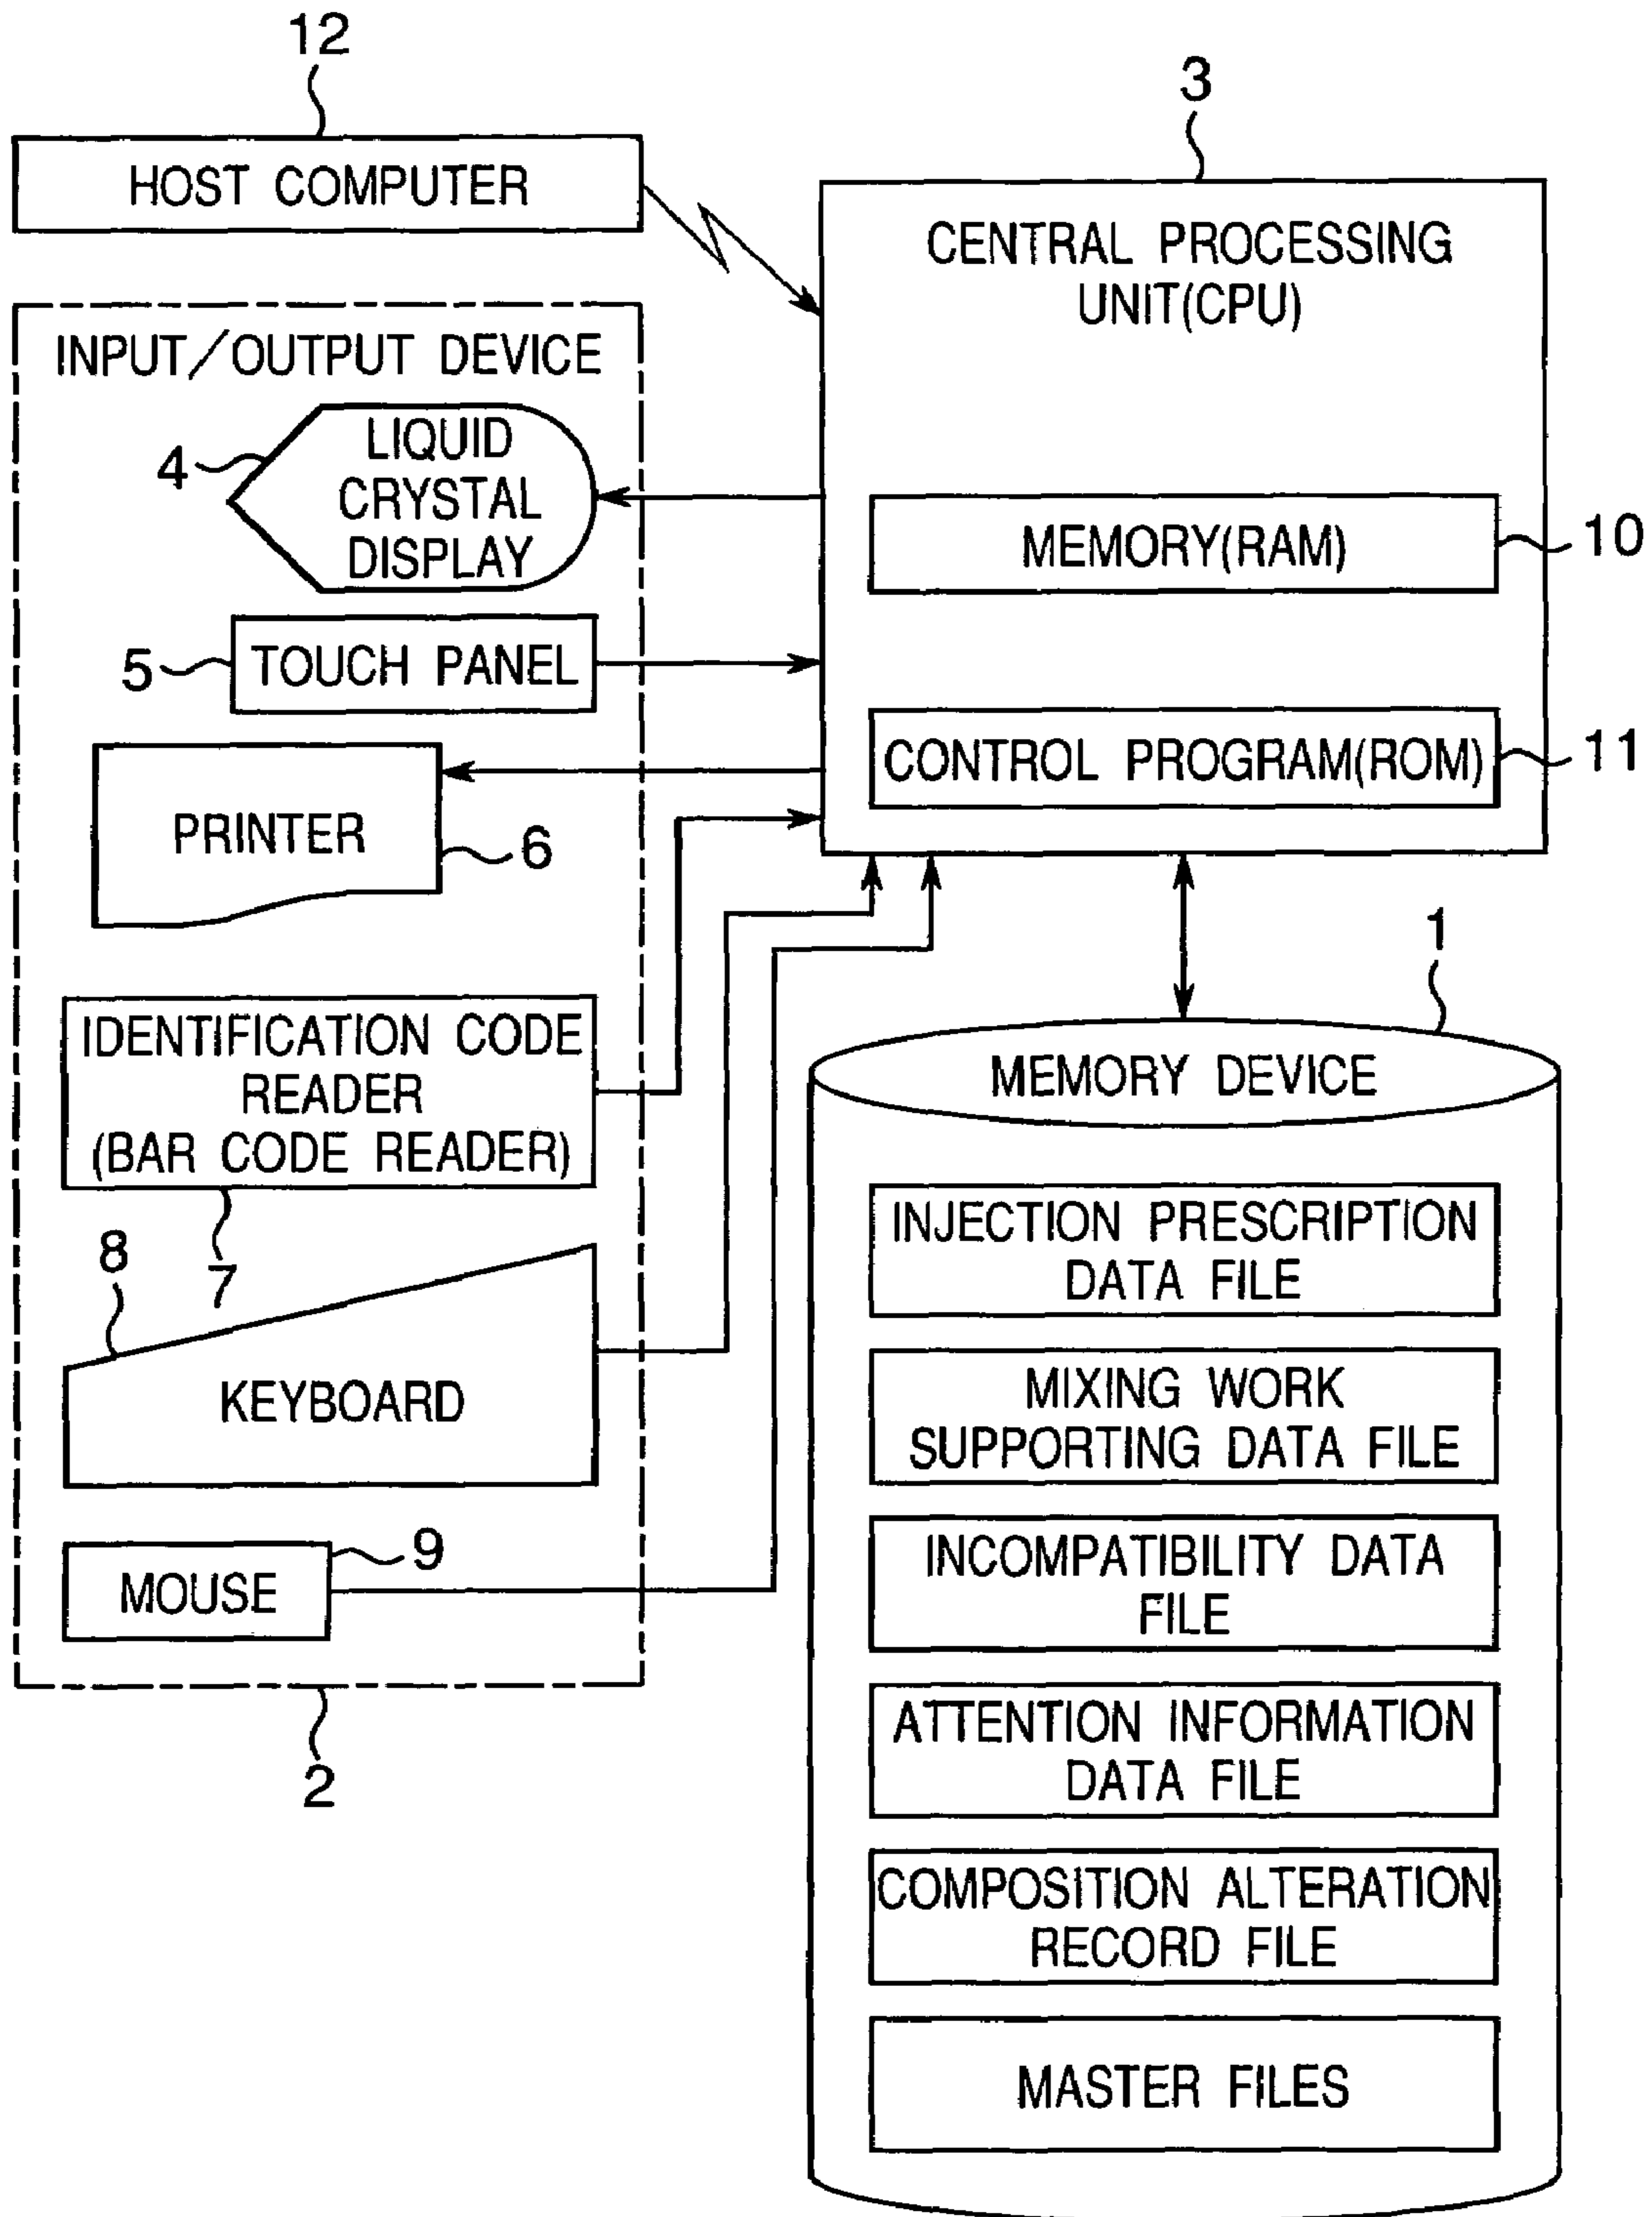 12
HOST COMPUTER
3
CENTRAL PROCESSING
UNIT(CPU)
INPUT/OUTPUT DEVICE
4
LIQUID
CRYSTAL
DISPLAY
MEMORY(RAM)
10
5
TOUCH PANEL
CONTROL PROGRAM(ROM)
11
PRINTER
6
1
IDENTIFICATION CODE
READER
(BAR CODE READER)
7
MEMORY DEVICE
INJECTION PRESCRIPTION
DATA FILE
8
KEYBOARD
MIXING WORK
SUPPORTING DATA FILE
9
MOUSE
INCOMPATIBILITY DATA
FILE
2
ATTENTION INFORMATION
DATA FILE
COMPOSITION ALTERATION
RECORD FILE
MASTER FILES